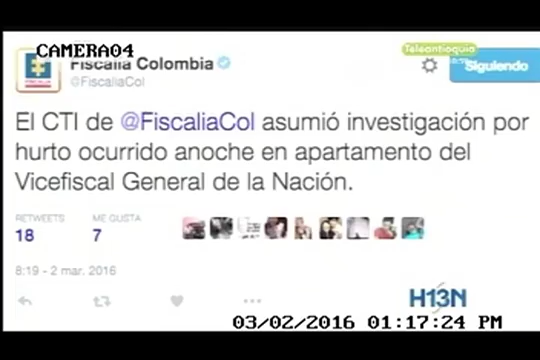 CAMERA04
Teleantioquia
Fiscalía Colombia
@FiscaliaCol
Siguiendo
El CTI de @FiscaliaCol asumió investigación por
hurto ocurrido anoche en apartamento del
Vicefiscal General de la Nación.
RETWEETS
ME GUSTA
18
7
8:19 - 2 mar. 2016
H13N
03/02/2016 01:17:24 PM